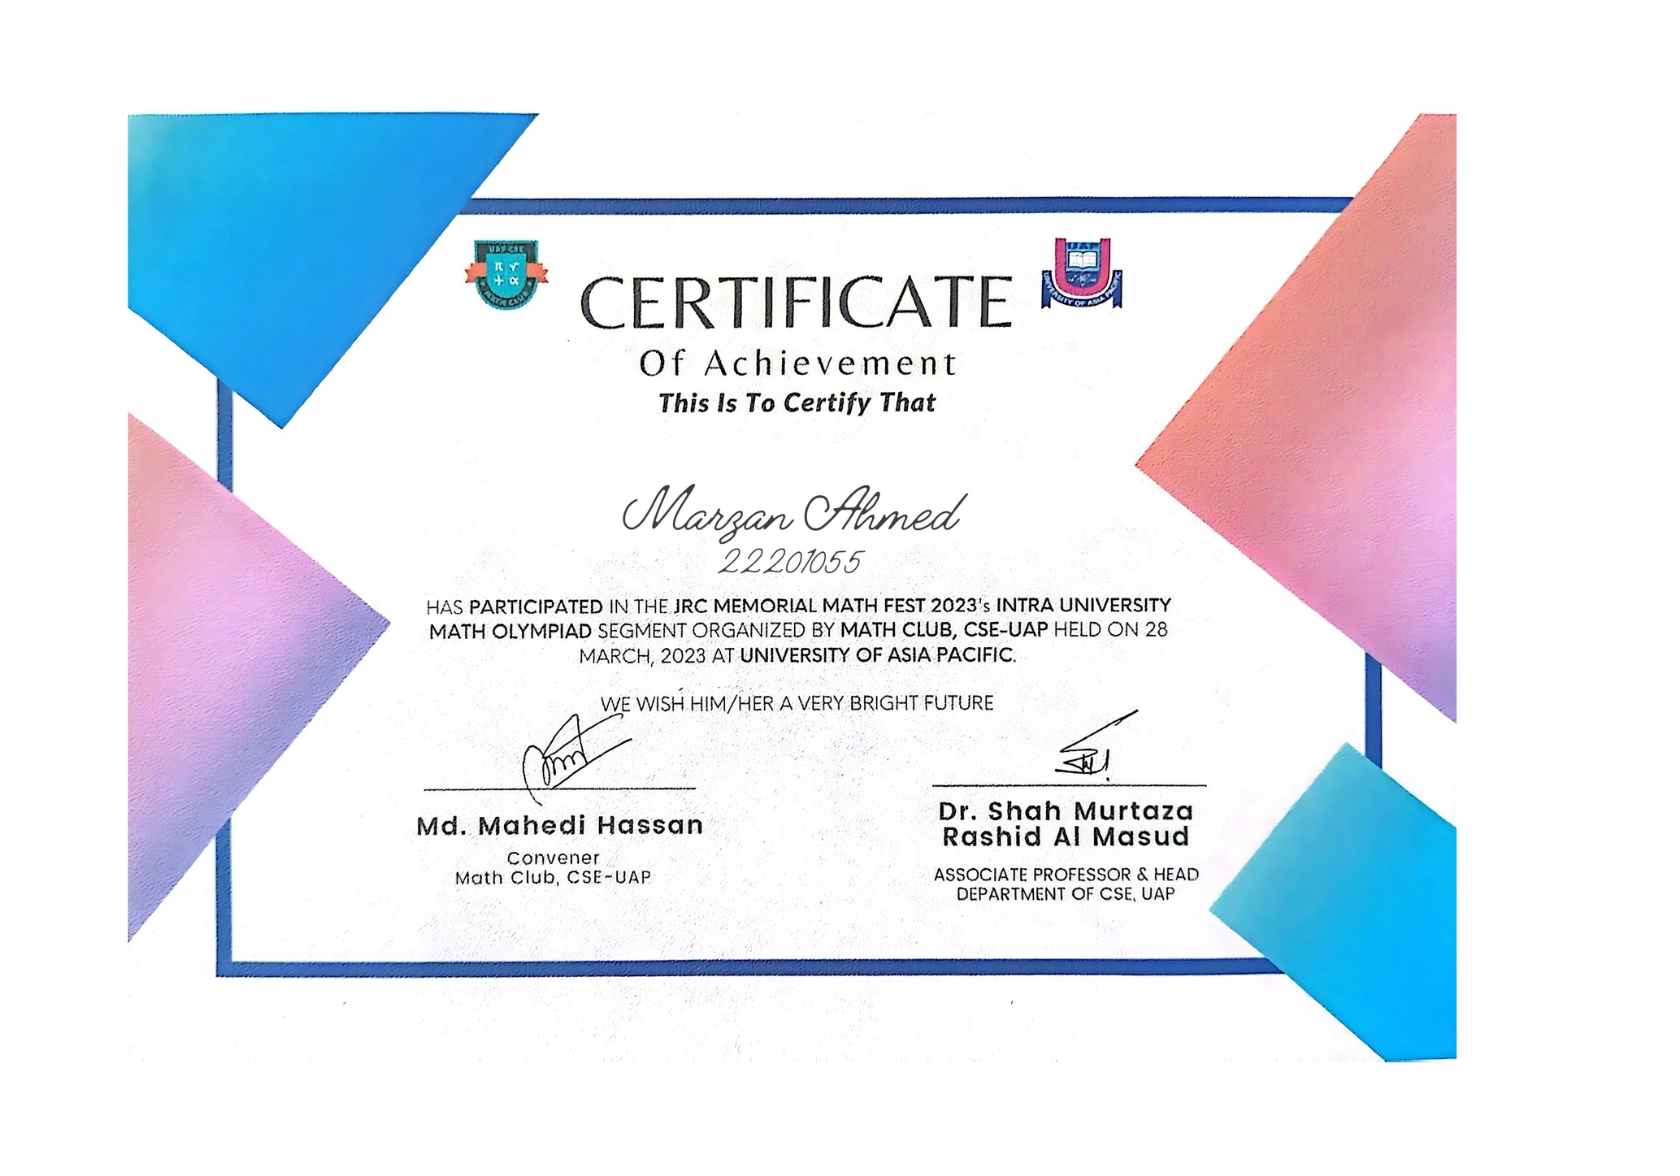 UAP CSE
π √
+ α
MATH CLUB
UAP
UNIVERSITY OF ASIA PACIFIC
CERTIFICATE
Of Achievement
This Is To Certify That
Marzan Ahmed
22201055
HAS PARTICIPATED IN THE JRC MEMORIAL MATH FEST 2023's INTRA UNIVERSITY
MATH OLYMPIAD SEGMENT ORGANIZED BY MATH CLUB, CSE-UAP HELD ON 28
MARCH, 2023 AT UNIVERSITY OF ASIA PACIFIC.
WE WISH HIM/HER A VERY BRIGHT FUTURE
Md. Mahedi Hassan
Convener
Math Club, CSE-UAP
Dr. Shah Murtaza
Rashid Al Masud
ASSOCIATE PROFESSOR & HEAD
DEPARTMENT OF CSE, UAP